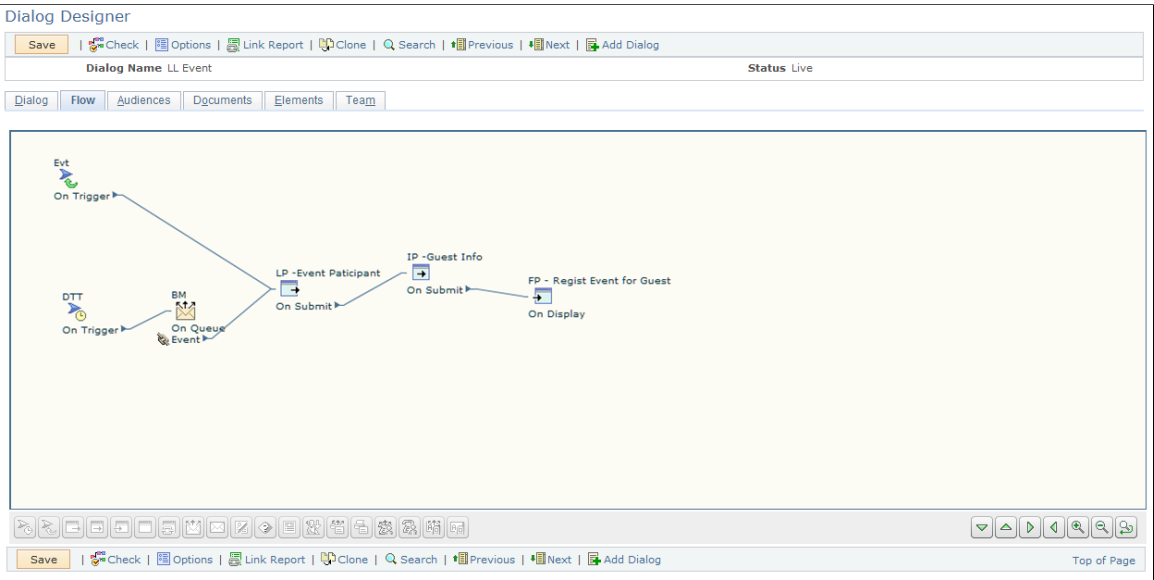 Dialog Designer
Save | Check | Options | Link Report | Clone | Search | Previous | Next | Add Dialog
Dialog Name LL Event Status Live
Dialog Flow Audiences Documents Elements Team
Evt
On Trigger
IP -Guest Info
LP -Event Paticipant
FP - Regist Event for Guest
DTT
BM
On Submit
On Submit
On Display
On Trigger
On Queue
Event
Save | Check | Options | Link Report | Clone | Search | Previous | Next | Add Dialog Top of Page